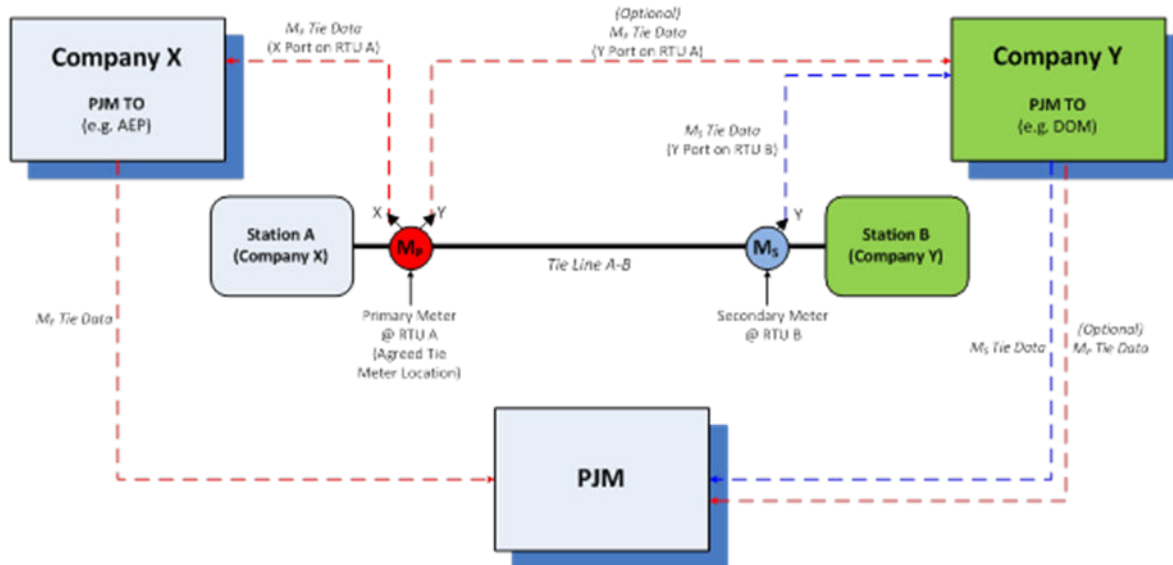 Company X
PJM TO
(e.g. AEP)
MP Tie Data
(X Port on RTU A)
(Optional)
MP Tie Data
(Y Port on RTU A)
Company Y
PJM TO
(e.g. DOM)
MS Tie Data
(Y Port on RTU B)
X
Y
Y
Station A
(Company X)
MP
Tie Line A-B
MS
Station B
(Company Y)
Primary Meter
@ RTU A
(Agreed Tie
Meter Location)
Secondary Meter
@ RTU B
MP Tie Data
MS Tie Data
(Optional)
MP Tie Data
PJM